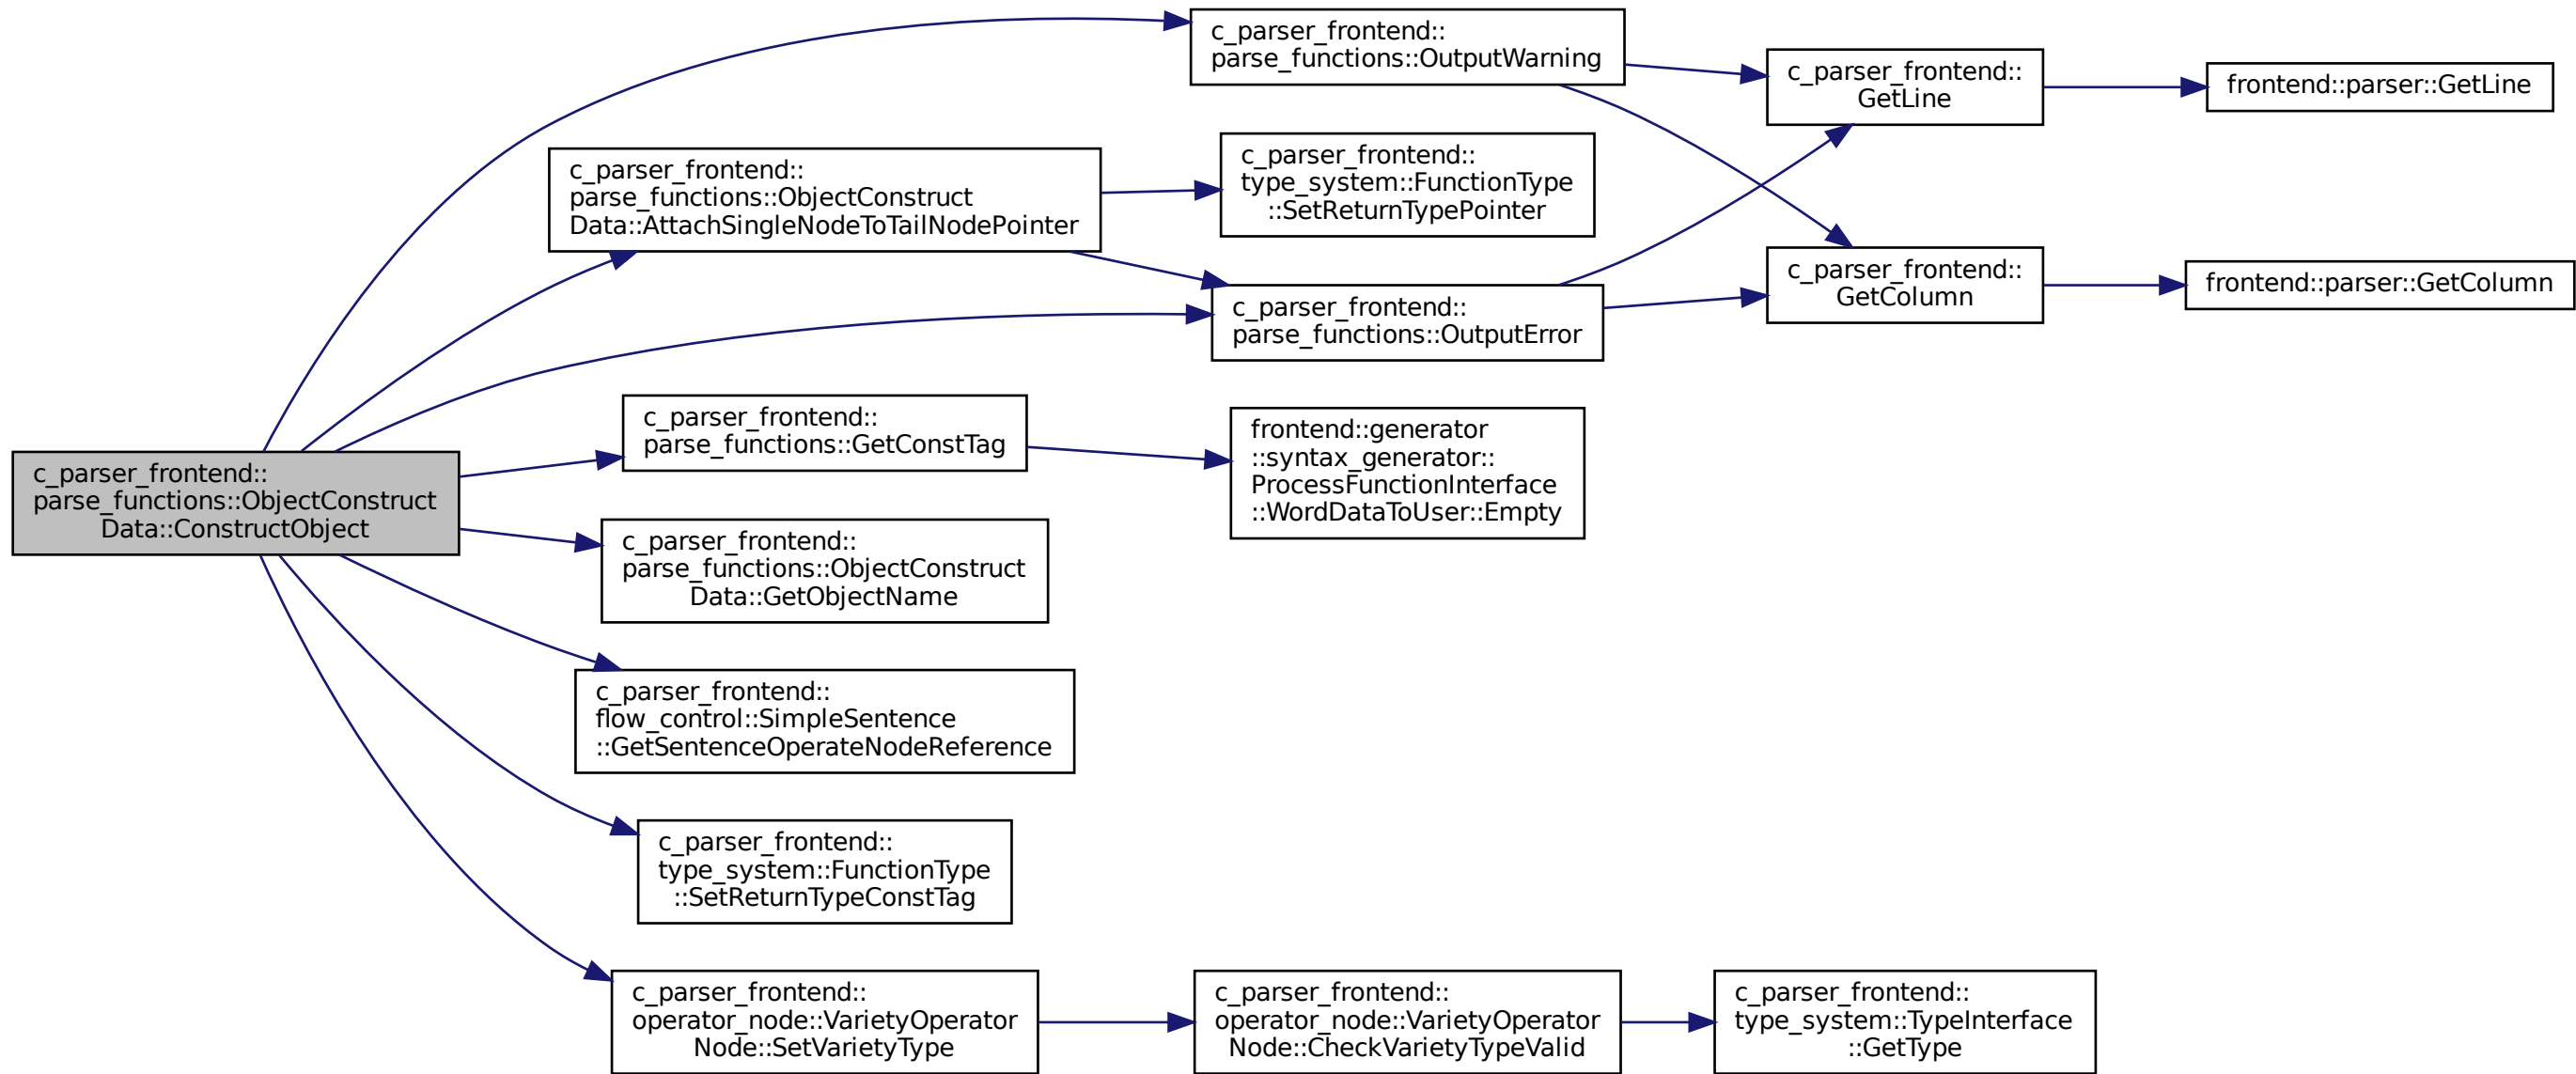 c_parser_frontend::
parse_functions::OutputWarning
c_parser_frontend::
GetLine
frontend::parser::GetLine
c_parser_frontend::
parse_functions::ObjectConstruct
Data::AttachSingleNodeToTailNodePointer
c_parser_frontend::
type_system::FunctionType
::SetReturnTypePointer
c_parser_frontend::
parse_functions::OutputError
c_parser_frontend::
GetColumn
frontend::parser::GetColumn
c_parser_frontend::
parse_functions::ObjectConstruct
Data::ConstructObject
c_parser_frontend::
parse_functions::GetConstTag
frontend::generator
::syntax_generator::
ProcessFunctionInterface
::WordDataToUser::Empty
c_parser_frontend::
parse_functions::ObjectConstruct
Data::GetObjectName
c_parser_frontend::
flow_control::SimpleSentence
::GetSentenceOperateNodeReference
c_parser_frontend::
type_system::FunctionType
::SetReturnTypeConstTag
c_parser_frontend::
operator_node::VarietyOperator
Node::SetVarietyType
c_parser_frontend::
operator_node::VarietyOperator
Node::CheckVarietyTypeValid
c_parser_frontend::
type_system::TypeInterface
::GetType